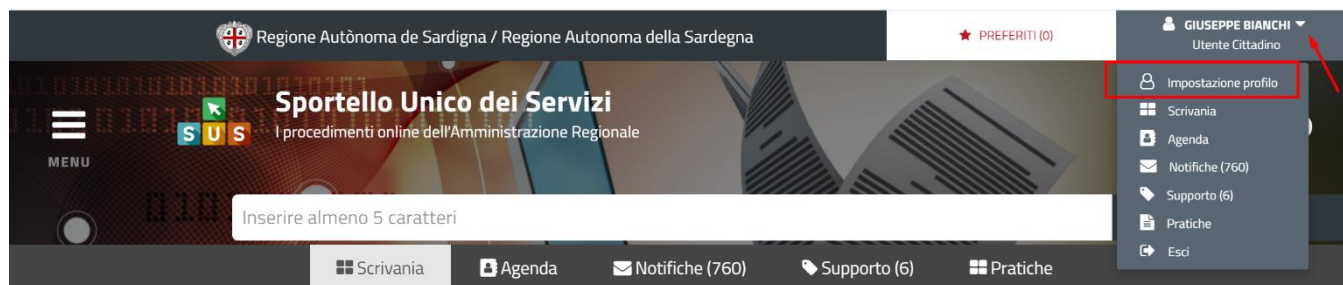 Regione Autònoma de Sardigna / Regione Autonoma della Sardegna
PREFERITI (0)
GIUSEPPE BIANCHI
Utente Cittadino
Impostazione profilo
Scrivania
Agenda
Notifiche (760)
Supporto (6)
Pratiche
Esci
MENU
SUS
Sportello Unico dei Servizi
I procedimenti online dell'Amministrazione Regionale
Inserire almeno 5 caratteri
Scrivania
Agenda
Notifiche (760)
Supporto (6)
Pratiche